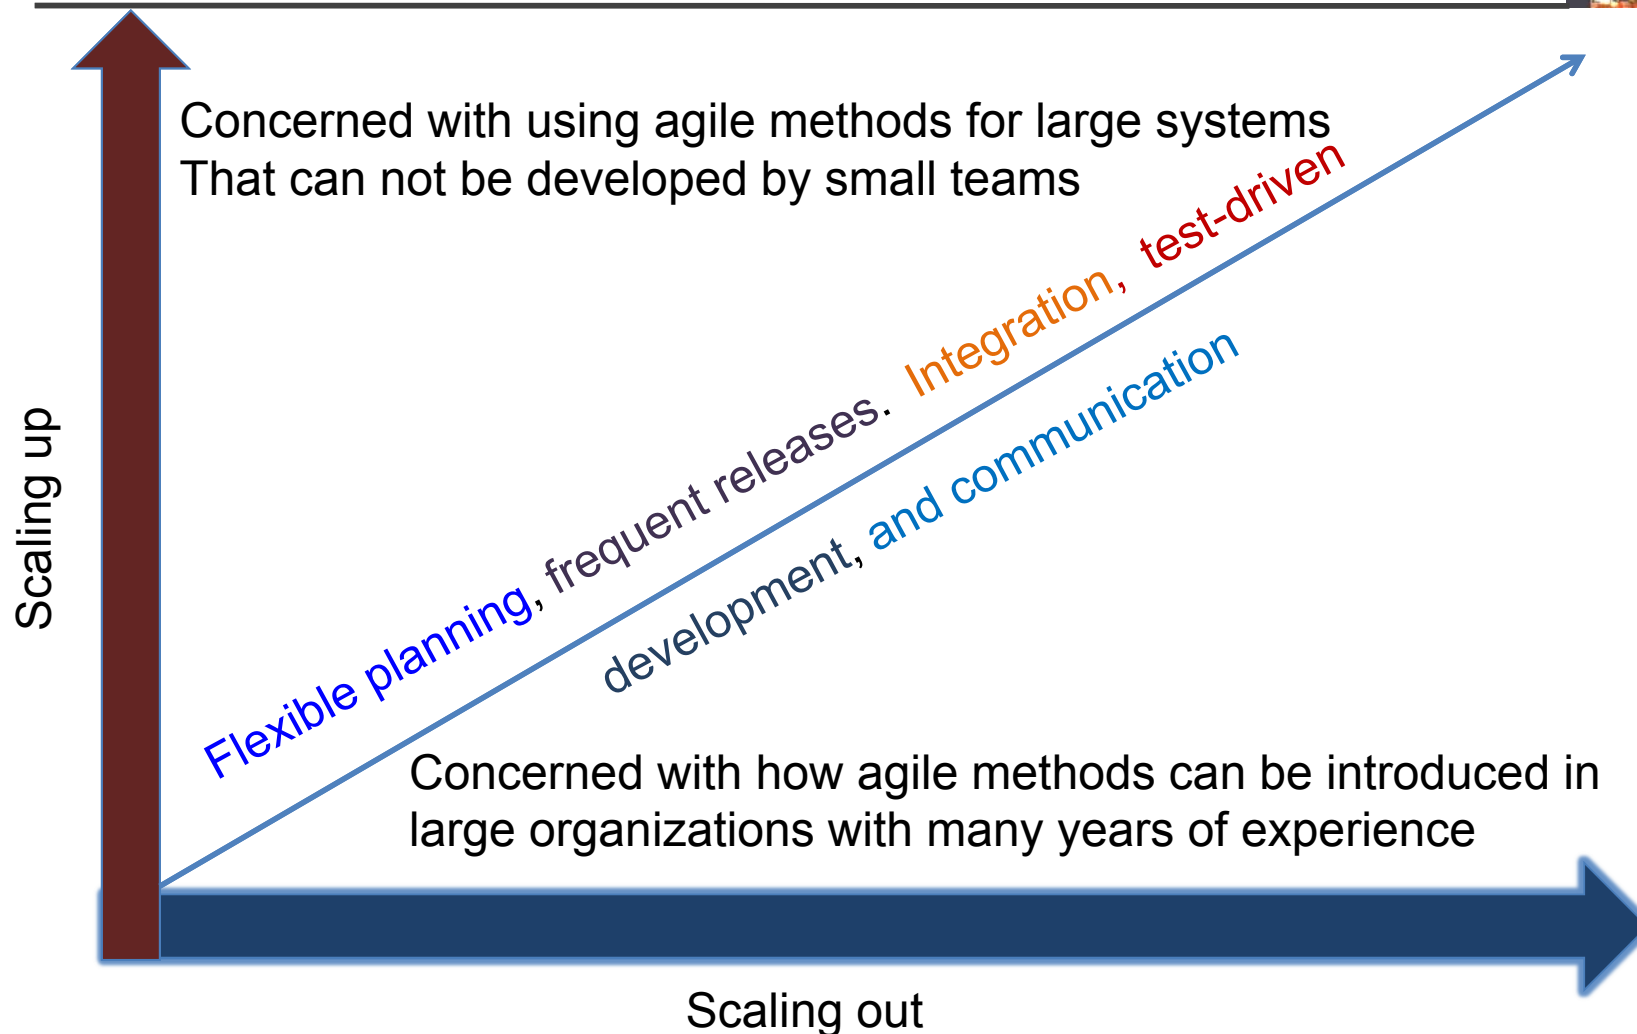 Concerned with using agile methods for large systems
That can not be developed by small teams
Flexible planning, frequent releases. Integration, test-driven
development, and communication
Concerned with how agile methods can be introduced in
large organizations with many years of experience
Scaling up
Scaling out